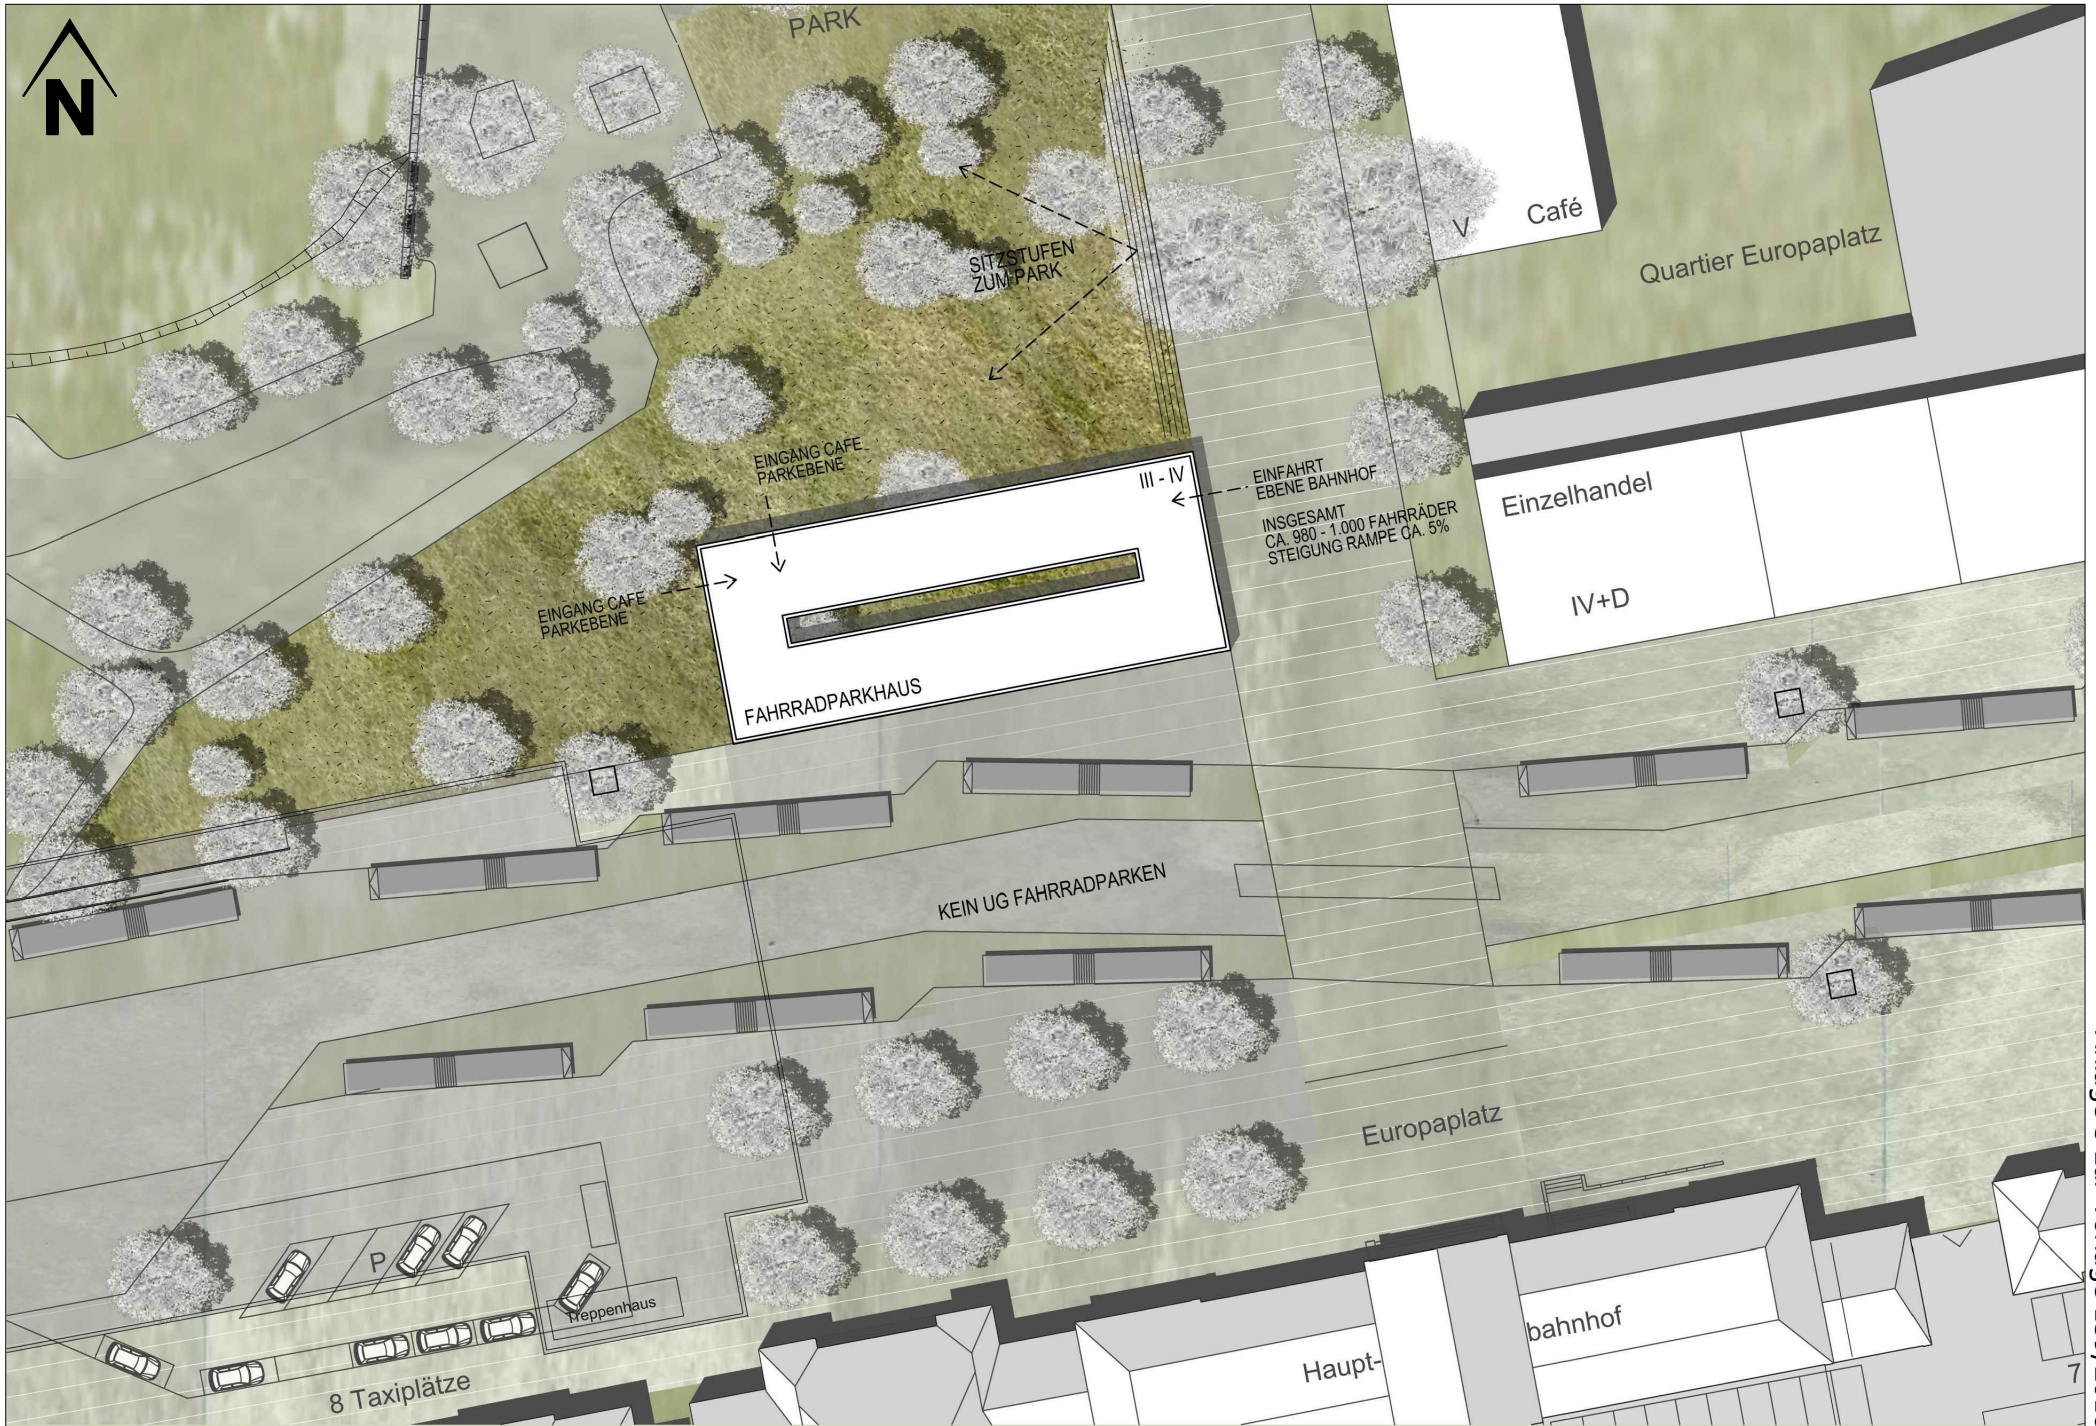 N
PARK
V
Café
Quartier Europaplatz
SITZSTUFEN
ZUM PARK
EINGANG CAFE
PARKEBENE
III - IV
EINFAHRT
EBENE BAHNHOF
INSGESAMT
CA. 980 - 1.000 FAHRRÄDER
STEIGUNG RAMPE CA. 5%
Einzelhandel
IV+D
EINGANG CAFE
PARKEBENE
FAHRRADPARKHAUS
KEIN UG FAHRRADPARKEN
Europaplatz
P
Treppenhaus
8 Taxiplätze
Haupt-
bahnhof
7